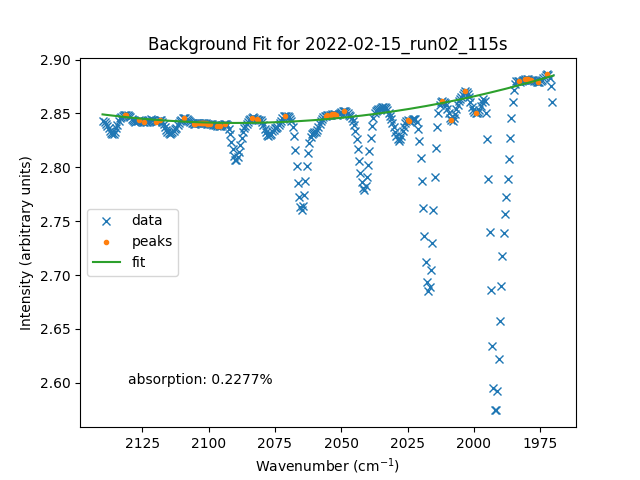 Background Fit for 2022-02-15_run02_115s
Intensity (arbitrary units)
2.90
2.85
2.80
2.75
2.70
2.65
2.60
data
peaks
fit
absorption: 0.2277%
2125 2100 2075 2050 2025 2000 1975
Wavenumber (cm⁻¹)